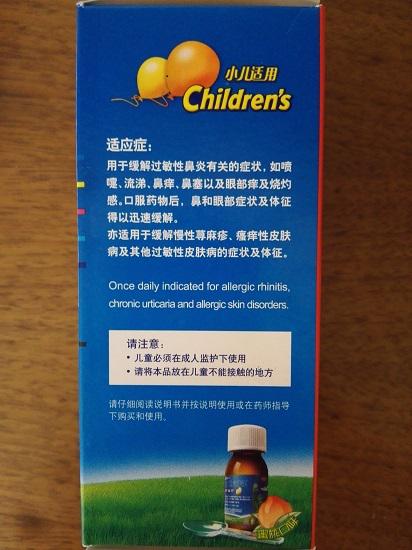 小儿适用
Children's
适应症：
用于缓解过敏性鼻炎有关的症状，如喷
嚏、流涕、鼻痒、鼻塞以及眼部痒及烧灼
感。口服药物后，鼻和眼部症状及体征
得以迅速缓解。
亦适用于缓解慢性荨麻疹、瘙痒性皮肤
病及其他过敏性皮肤病的症状及体征。
Once daily indicated for allergic rhinitis,
chronic urticaria and allergic skin disorders.
请注意：
• 儿童必须在成人监护下使用
• 请将本品放在儿童不能接触的地方
请仔细阅读说明书并按说明使用或在药师指导
下购买和使用。
蜜桃口味